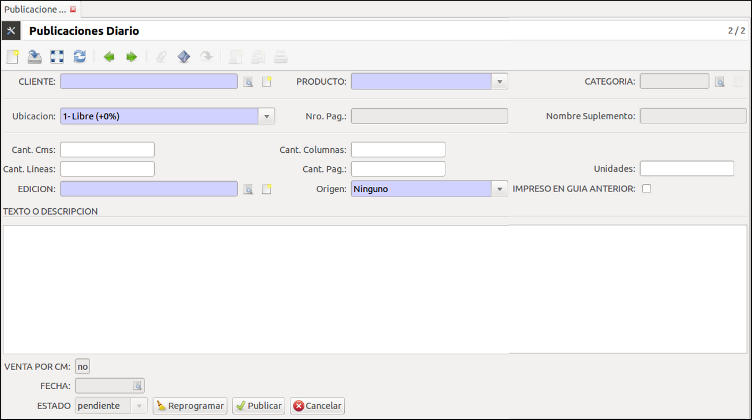 Publicacione ...
Publicaciones Diario 2 / 2
CLIENTE: PRODUCTO: CATEGORIA:
Ubicacion: 1- Libre (+0%) Nro. Pag.: Nombre Suplemento:
Cant. Cms: Cant. Columnas:
Cant. Lineas: Cant. Pag.: Unidades:
EDICION: Origen: Ninguno IMPRESO EN GUIA ANTERIOR:
TEXTO O DESCRIPCION
VENTA POR CM: no
FECHA:
ESTADO pendiente Reprogramar Publicar Cancelar